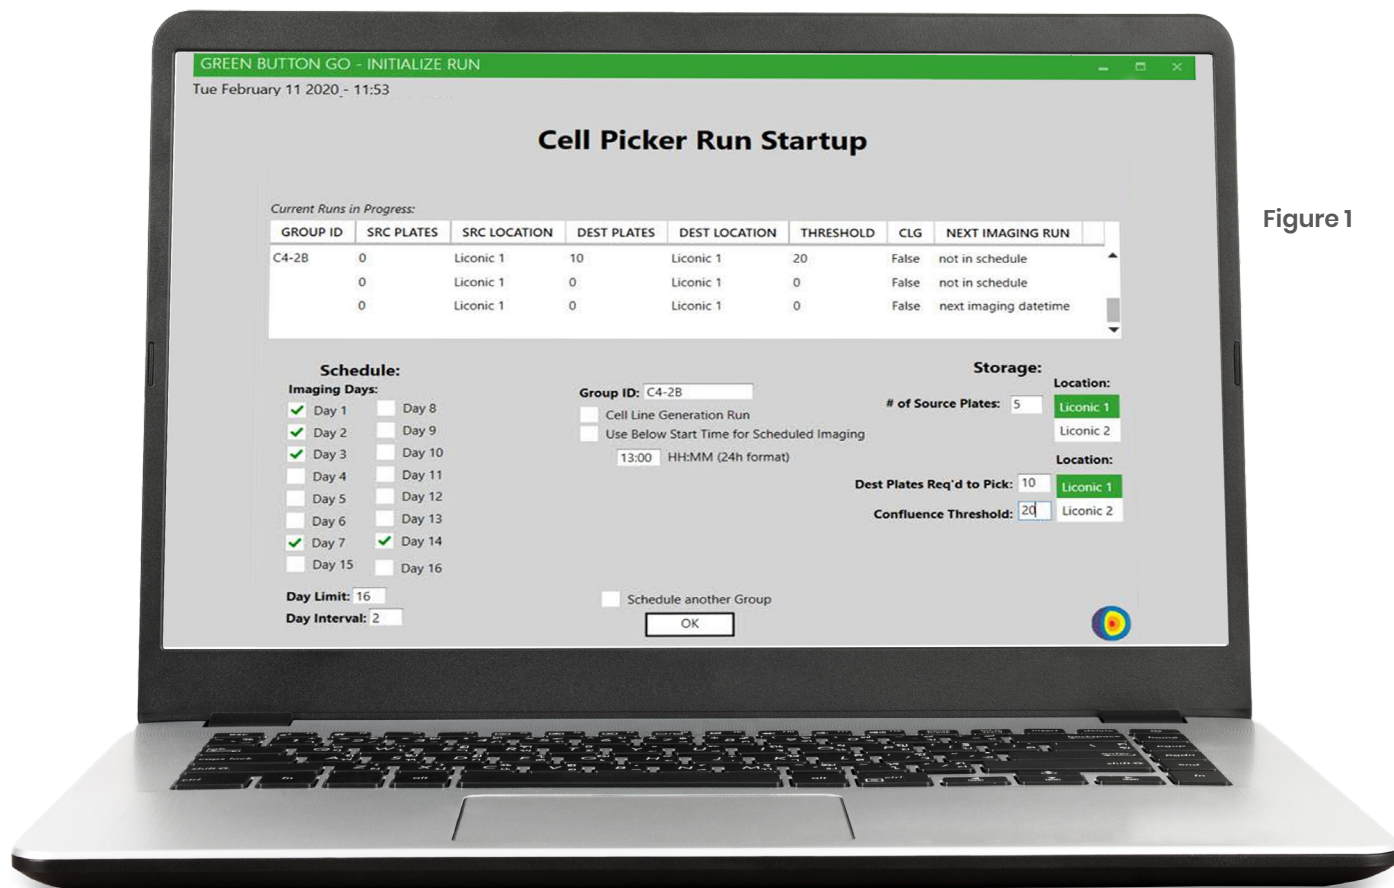 GREEN BUTTON GO - INITIALIZE RUN
Tue February 11 2020 - 11:53
Cell Picker Run Startup
Figure 1
Current Runs in Progress:
GROUP ID SRC PLATES SRC LOCATION DEST PLATES DEST LOCATION THRESHOLD CLG NEXT IMAGING RUN
C4-2B 0 Liconic 1 10 Liconic 1 20 False not in schedule
0 Liconic 1 0 Liconic 1 0 False not in schedule
0 Liconic 1 0 Liconic 1 0 False next imaging datetime
Schedule:
Imaging Days:
Day 1 Day 8
Day 2 Day 9
Day 3 Day 10
Day 4 Day 11
Day 5 Day 12
Day 6 Day 13
Day 7 Day 14
Day 15 Day 16
Day Limit: 16
Day Interval: 2
Group ID: C4-2B
Cell Line Generation Run
Use Below Start Time for Scheduled Imaging
13:00 HH:MM (24h format)
Schedule another Group
OK
Storage:
Location:
# of Source Plates: 5 Liconic 1
Liconic 2
Location:
Dest Plates Req'd to Pick: 10 Liconic 1
Confluence Threshold: 20 Liconic 2